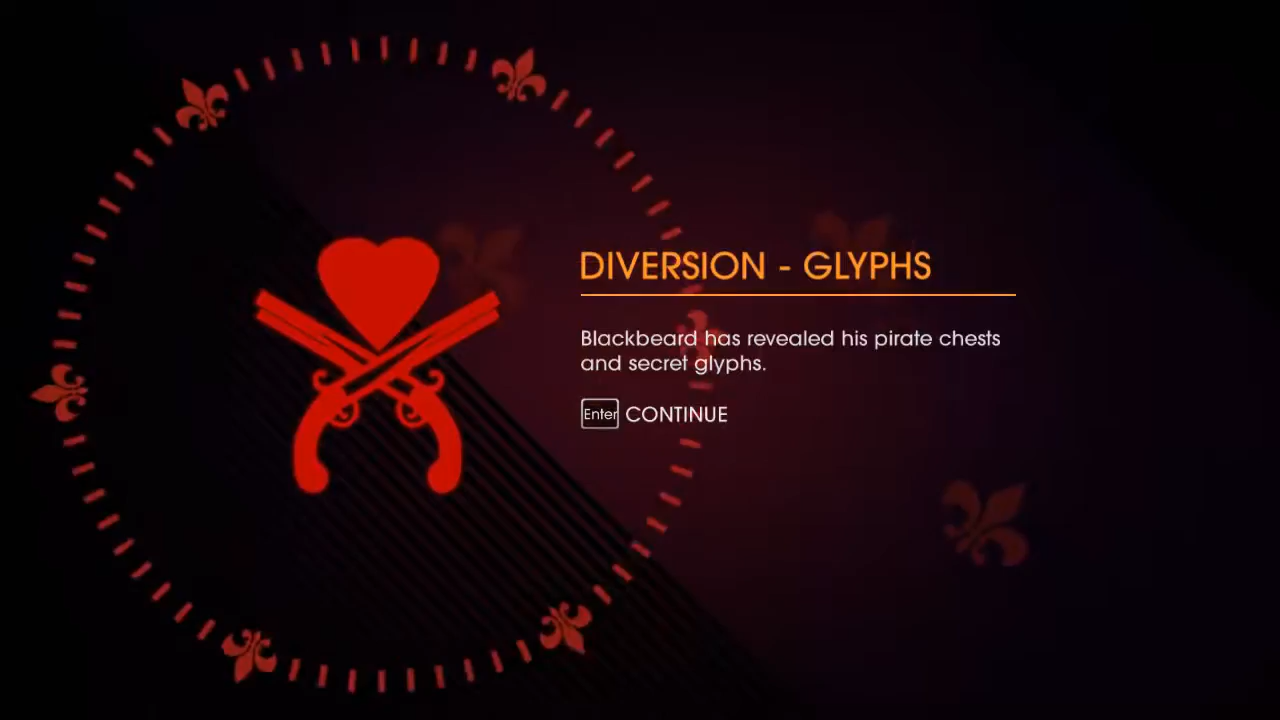 DIVERSION - GLYPHS
Blackbeard has revealed his pirate chests
and secret glyphs.
Enter CONTINUE